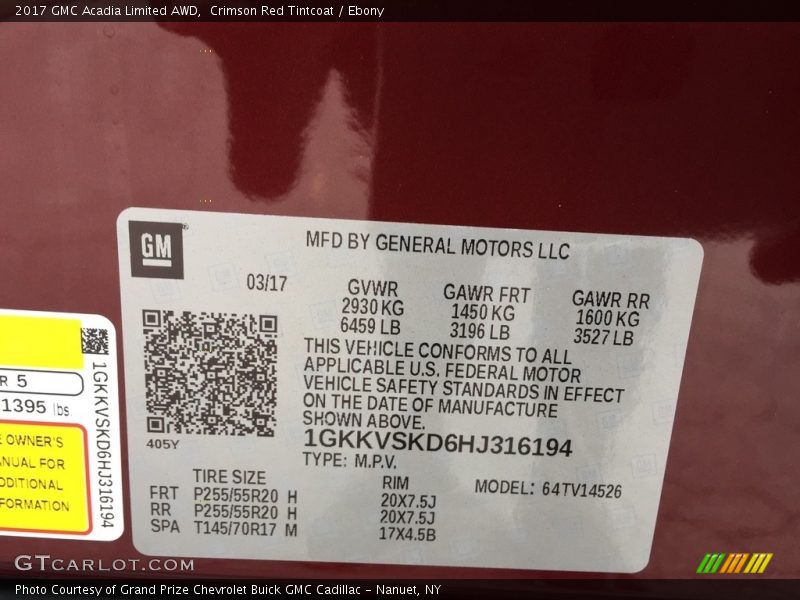 2017 GMC Acadia Limited AWD, Crimson Red Tintcoat / Ebony
GM
®
MFD BY GENERAL MOTORS LLC
03/17
GVWR GAWR FRT GAWR RR
2930 KG 1450 KG 1600 KG
6459 LB 3196 LB 3527 LB
THIS VEHICLE CONFORMS TO ALL
APPLICABLE U.S. FEDERAL MOTOR
VEHICLE SAFETY STANDARDS IN EFFECT
ON THE DATE OF MANUFACTURE
SHOWN ABOVE.
405Y
1GKKVSKD6HJ316194
TYPE: M.P.V.
TIRE SIZE RIM MODEL: 64TV14526
FRT P255/55R20 H 20X7.5J
RR P255/55R20 H 20X7.5J
SPA T145/70R17 M 17X4.5B
R 5
1395 lbs.
OWNER'S
FOR
1GKKVSKD6HJ316194
GTCARLOT.COM
Photo Courtesy of Grand Prize Chevrolet Buick GMC Cadillac - Nanuet, NY